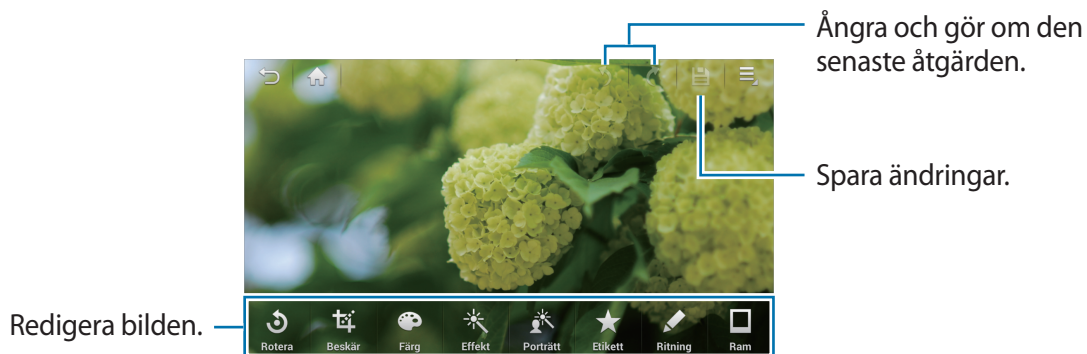 Ångra och gör om den
senaste åtgärden.
Spara ändringar.
Redigera bilden.
Rotera
Beskär
Färg
Effekt
Porträtt
Etikett
Ritning
Ram